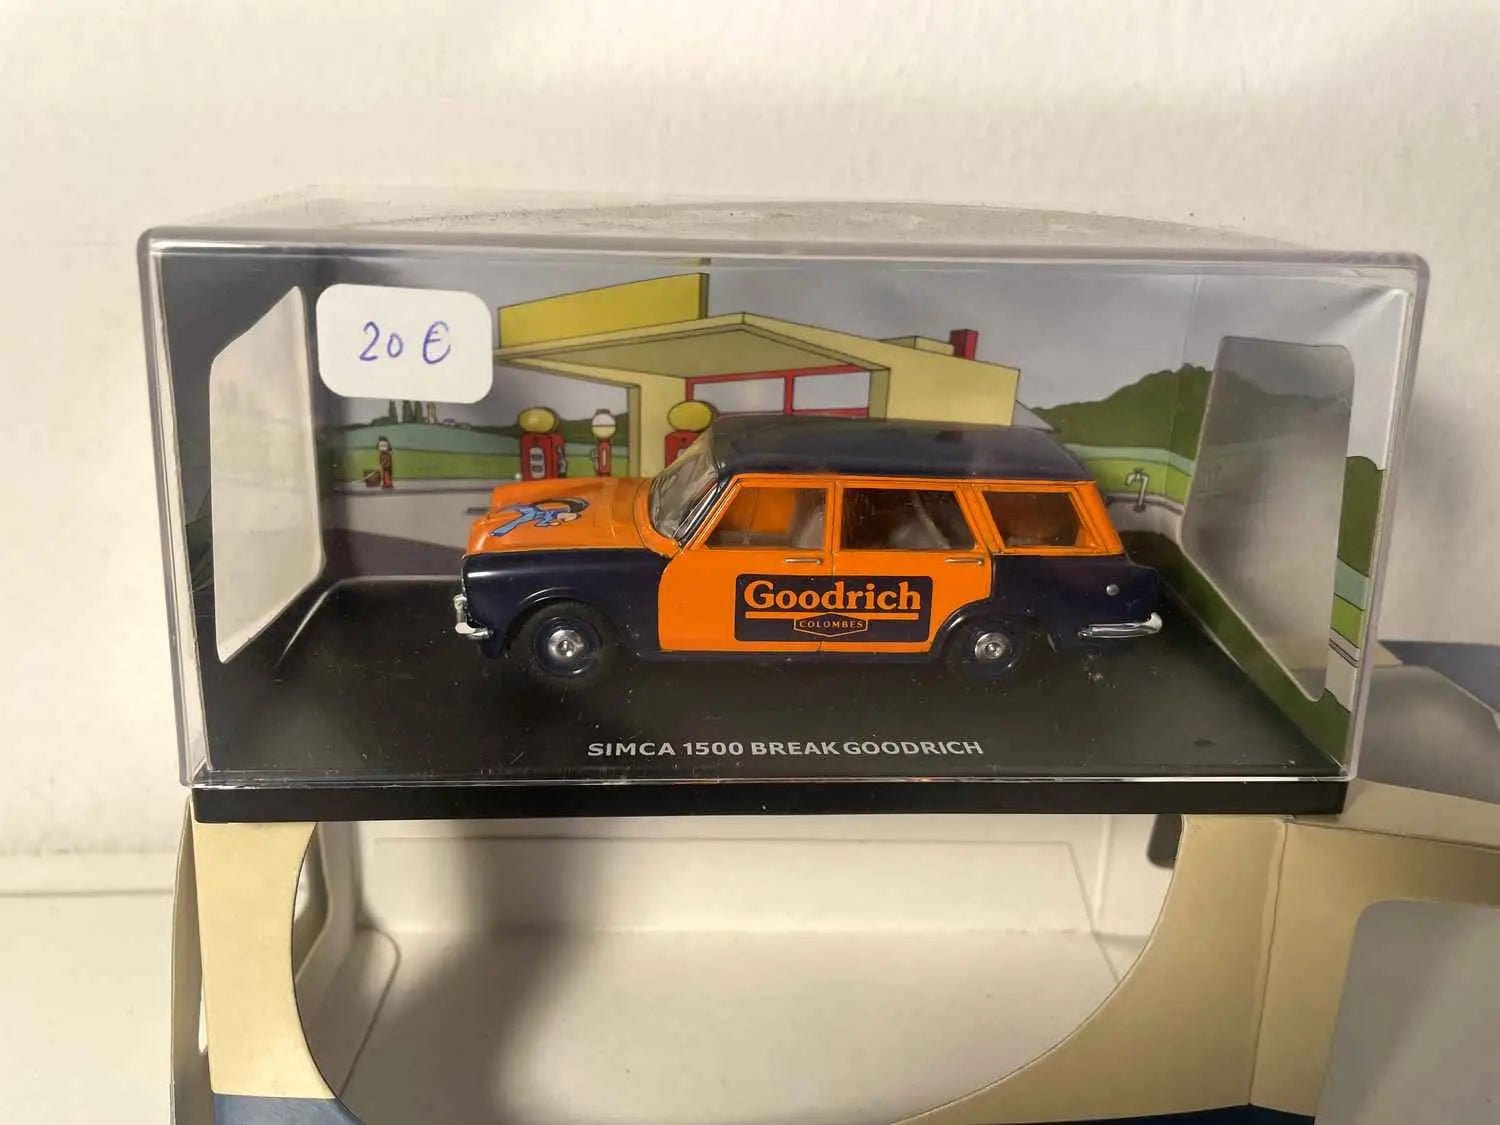 20 €
Goodrich
COLOMBES
SIMCA 1500 BREAK GOODRICH